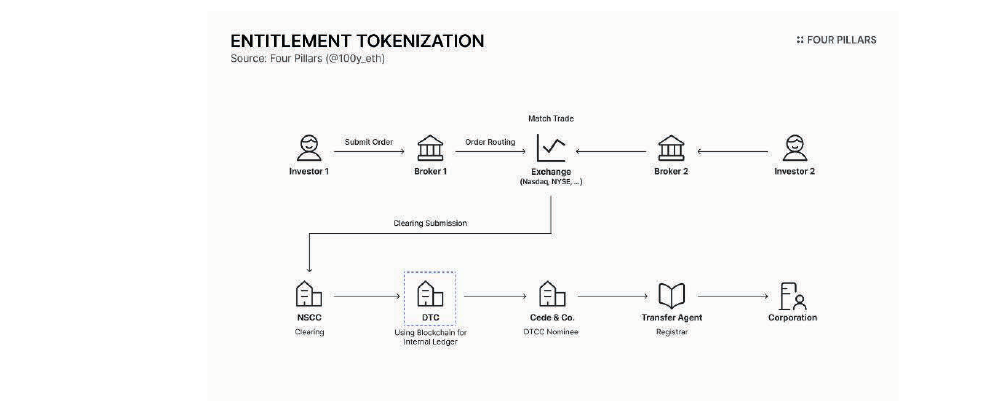 ENTITLEMENT TOKENIZATION
Source: Four Pillars (@100y_eth)
FOUR PILLARS
Match Trade
Submit Order
Order Routing
Investor 1
Broker 1
Exchange
(Nasdaq, NYSE, ...)
Broker 2
Investor 2
Clearing Submission
NSCC
Clearing
DTC
Using Blockchain for
Internal Ledger
Cede & Co.
DTCC Nominee
Transfer Agent
Registrar
Corporation